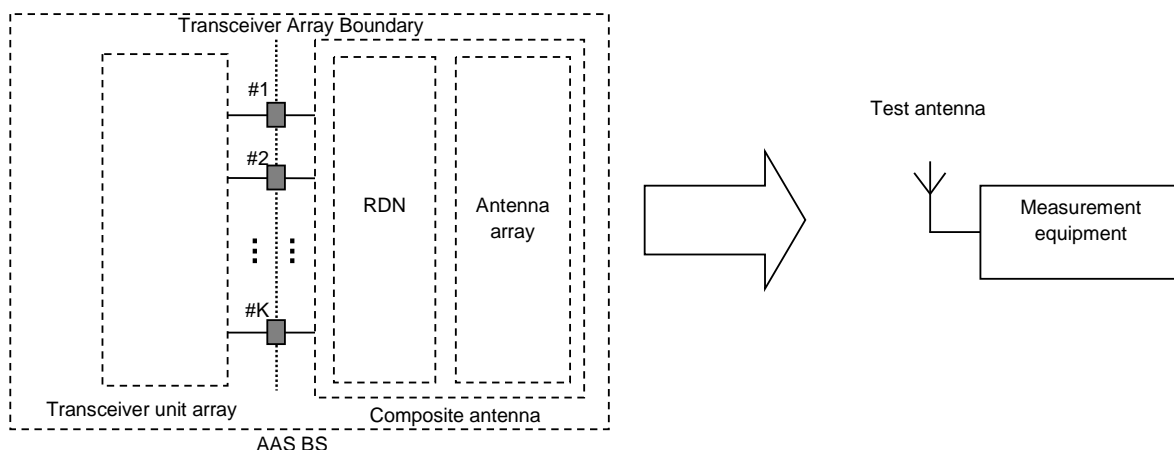 Transceiver Array Boundary
#1
#2
#K
RDN
Antenna
array
Transceiver unit array
Composite antenna
AAS BS
Test antenna
Measurement
equipment